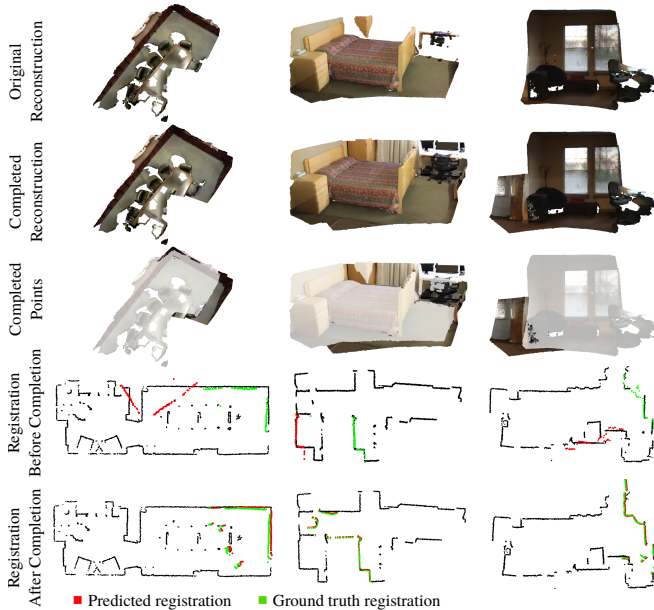 Original
Reconstruction
Completed
Reconstruction
Completed
Points
Registration
Before Completion
Registration
After Completion
Predicted registration
Ground truth registration